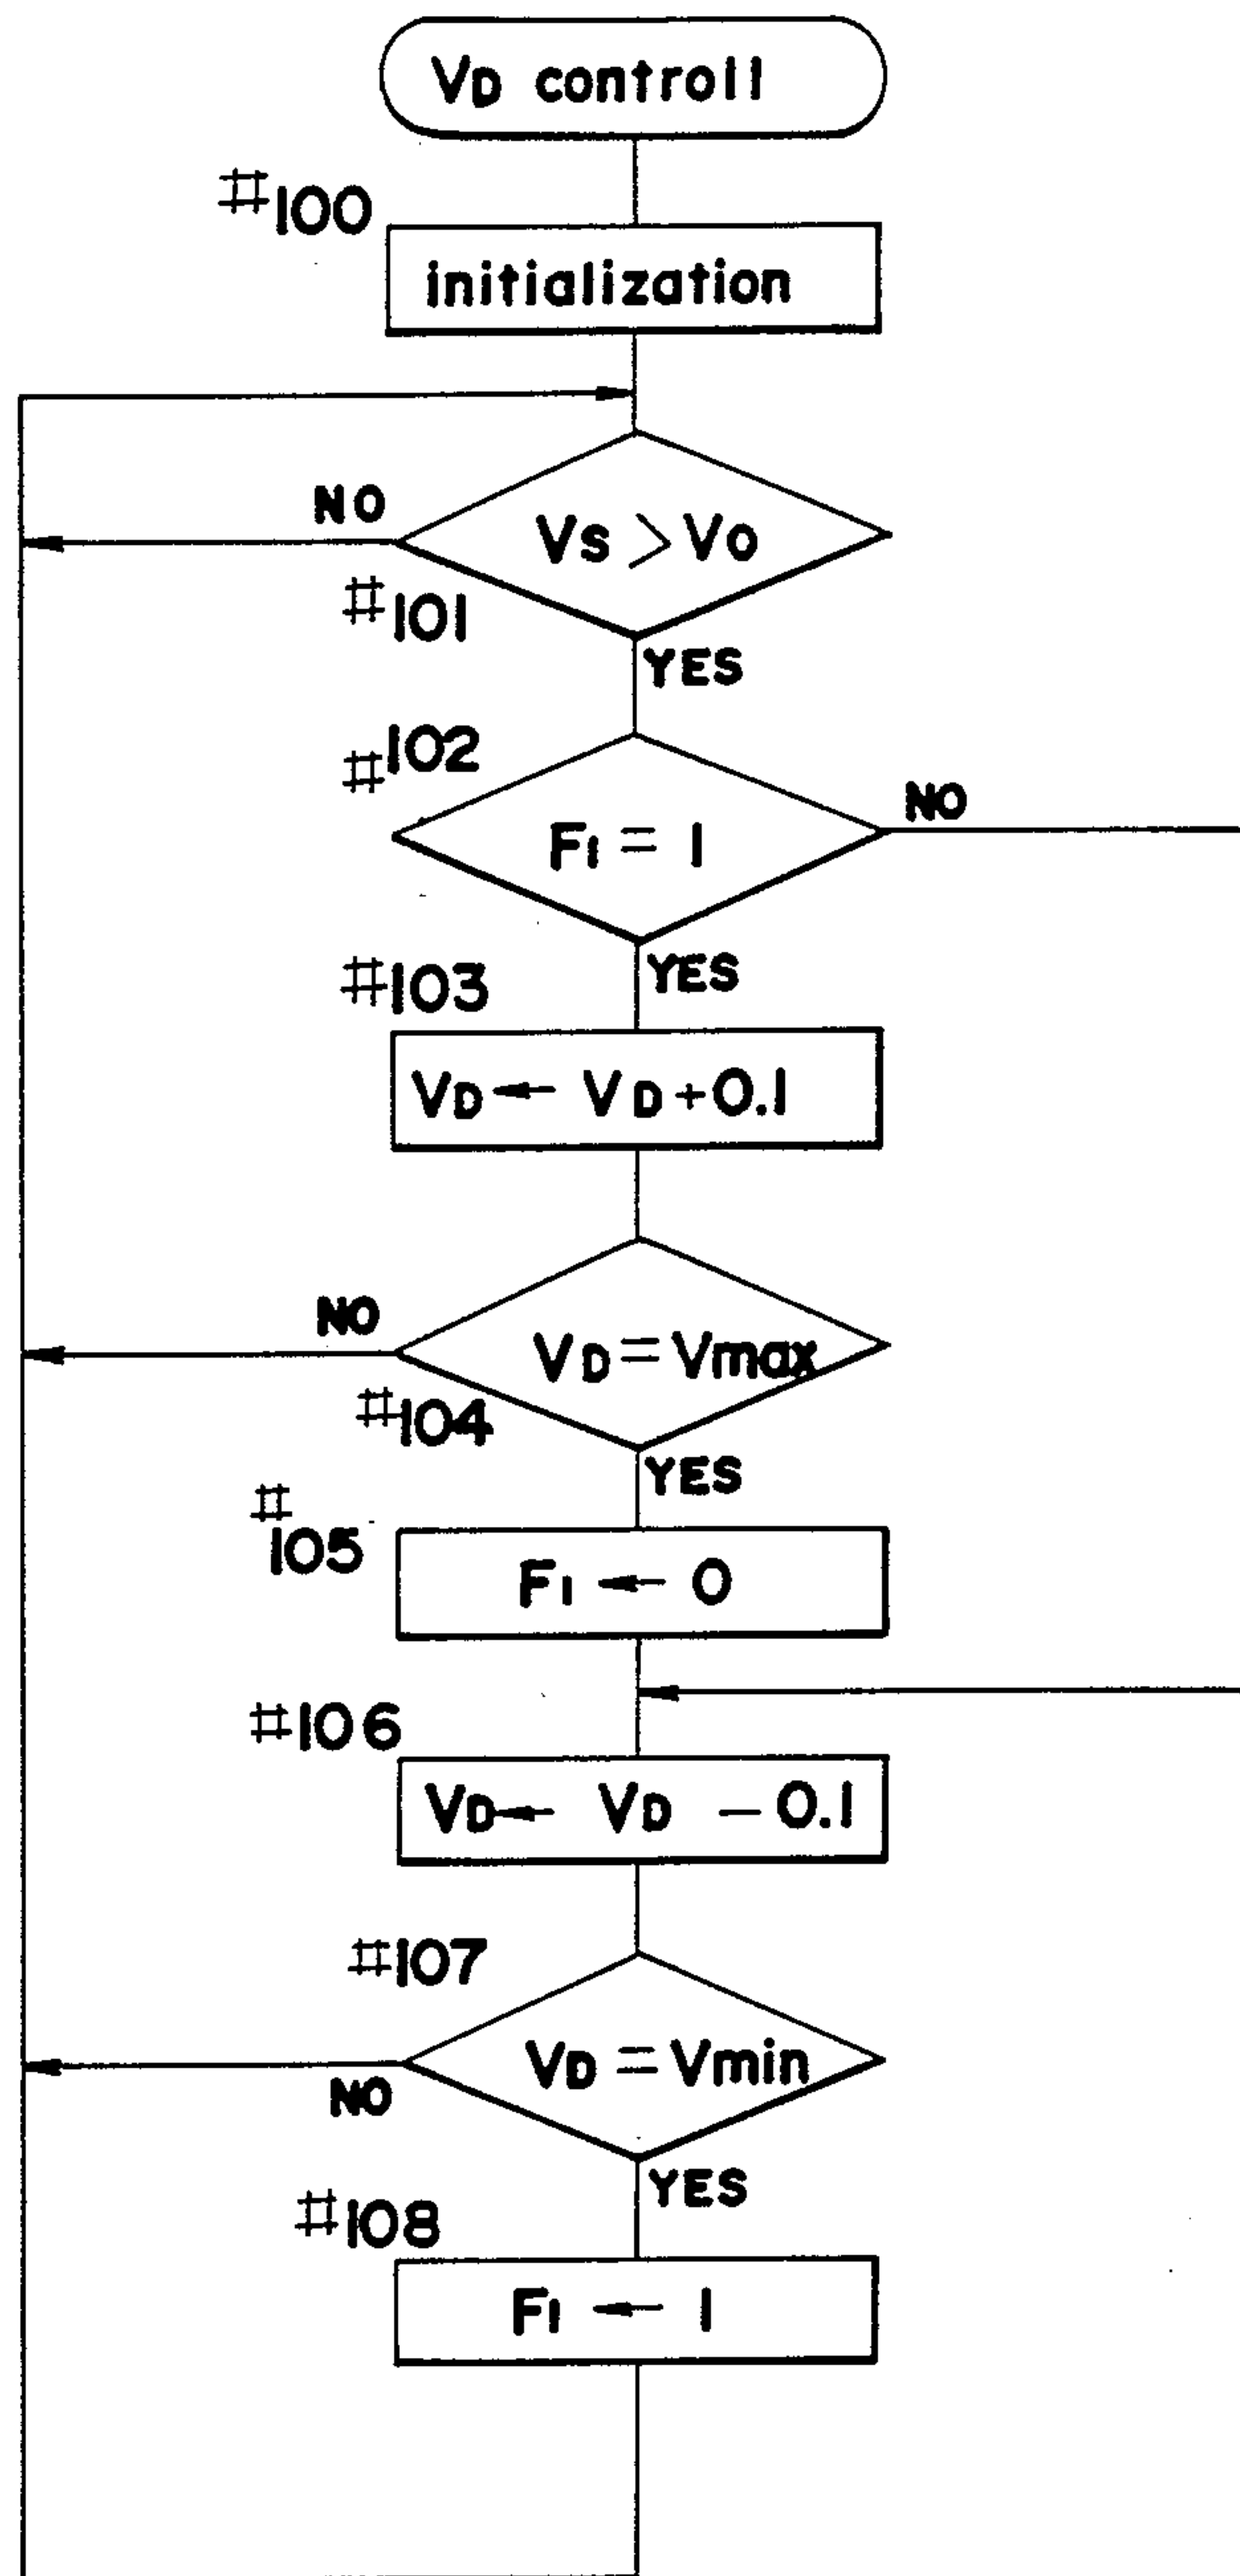 VD controll
#100
initialization
NO
Vs > Vo
#101
YES
#102
NO
F1 = 1
YES
#103
VD ← VD + 0.1
NO
VD = Vmax
#104
YES
#105
F1 ← 0
#106
VD ← VD - 0.1
#107
VD = Vmin
NO
YES
#108
F1 ← 1